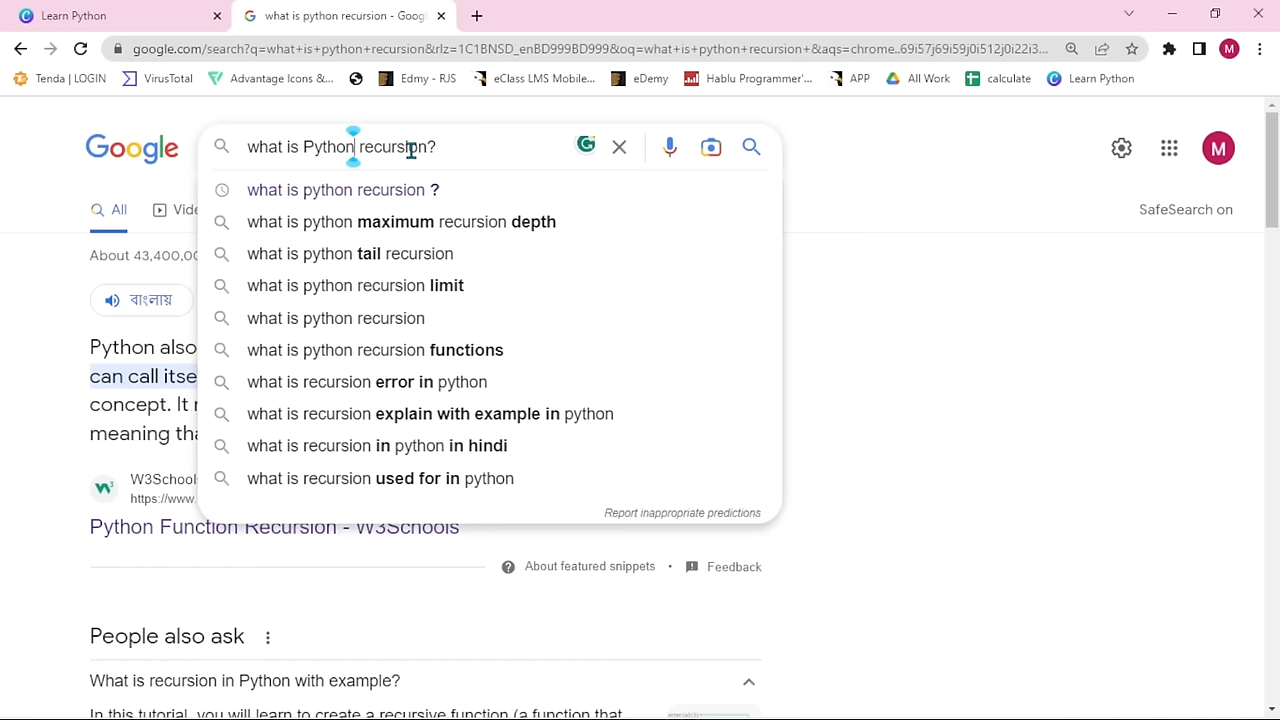 Learn Python
what is python recursion - Goog
google.com/search?q=what+is+python+recursion&rlz=1C1BNSD_enBD999BD999&oq=what+is+python+recursion+&aqs=chrome..69i57j69i59j0i512j0i22i3...
M
Tenda | LOGIN
VirusTotal
Advantage Icons &...
Edmy - RJS
eClass LMS Mobile...
eDemy
Hablu Programmer'...
APP
All Work
calculate
Learn Python
Google
what is Python recursion?
M
what is python recursion ?
All
Vide
SafeSearch on
what is python maximum recursion depth
About 43,400,00
what is python tail recursion
what is python recursion limit
বাংলায়
what is python recursion
Python also
what is python recursion functions
can call itse
what is recursion error in python
concept. It
what is recursion explain with example in python
meaning tha
what is recursion in python in hindi
W3School
what is recursion used for in python
https://www.
Report inappropriate predictions
Python Function Recursion - W3Schools
About featured snippets
•
Feedback
People also ask
What is recursion in Python with example?
In this tutorial, you will learn to create a recursive function (a function that